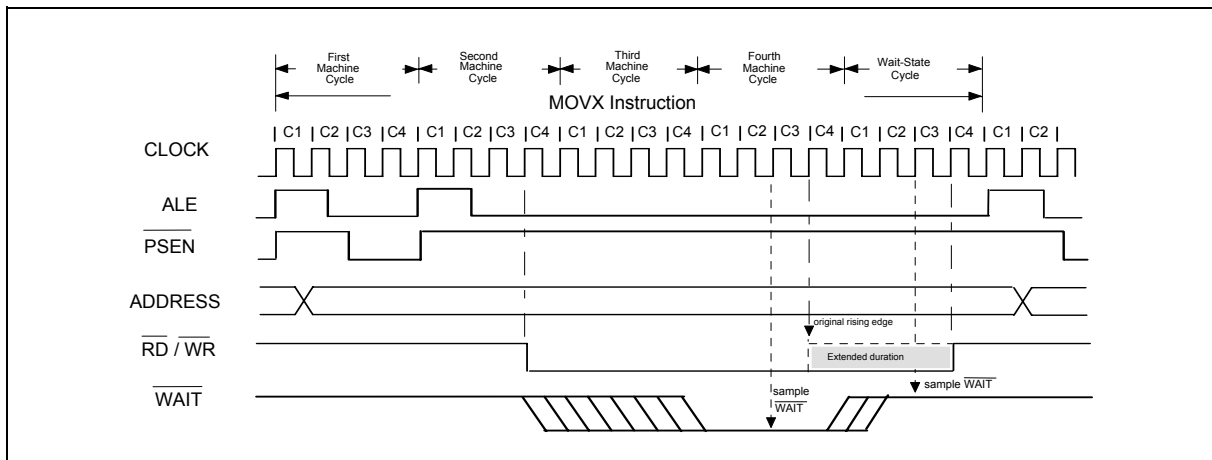 First
Machine
Cycle
Second
Machine
Cycle
Third
Machine
Cycle
Fourth
Machine
Cycle
Wait-State
Cycle
MOVX Instruction
C1 C2 C3 C4 C1 C2 C3 C4 C1 C2 C3 C4 C1 C2 C3 C4 C1 C2 C3 C4 C1 C2
CLOCK
ALE
PSEN
ADDRESS
original rising edge
RD / WR
Extended duration
sample WAIT
WAIT
sample
WAIT